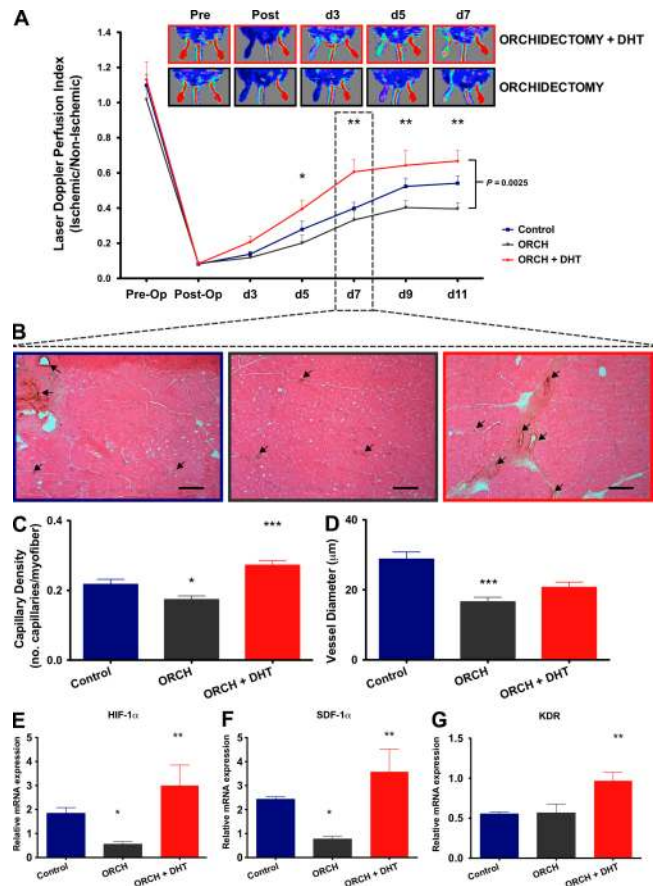 A
Pre Post d3 d5 d7
ORCHIDECTOMY + DHT
ORCHIDECTOMY
Laser Doppler Perfusion Index
(Ischemic/Non-Ischemic)
1.4
1.2
1.0
0.8
0.6
0.4
0.2
0
* ** ** **
P = 0.0025
Control
ORCH
ORCH + DHT
Pre-Op Post-Op d3 d5 d7 d9 d11
B
C
Capillary Density
(no. capillaries/myofiber)
0.4
0.2
0.0
*
***
Control ORCH ORCH + DHT
D
Vessel Diameter (μm)
40
20
0
***
Control ORCH ORCH + DHT
E
HIF-1α
Relative mRNA expression
5
4
3
2
1
0
*
**
Control ORCH ORCH + DHT
F
SDF-1α
Relative mRNA expression
5
4
3
2
1
0
*
**
Control ORCH ORCH + DHT
G
KDR
Relative mRNA expression
1.5
1.0
0.5
0.0
**
Control ORCH ORCH + DHT